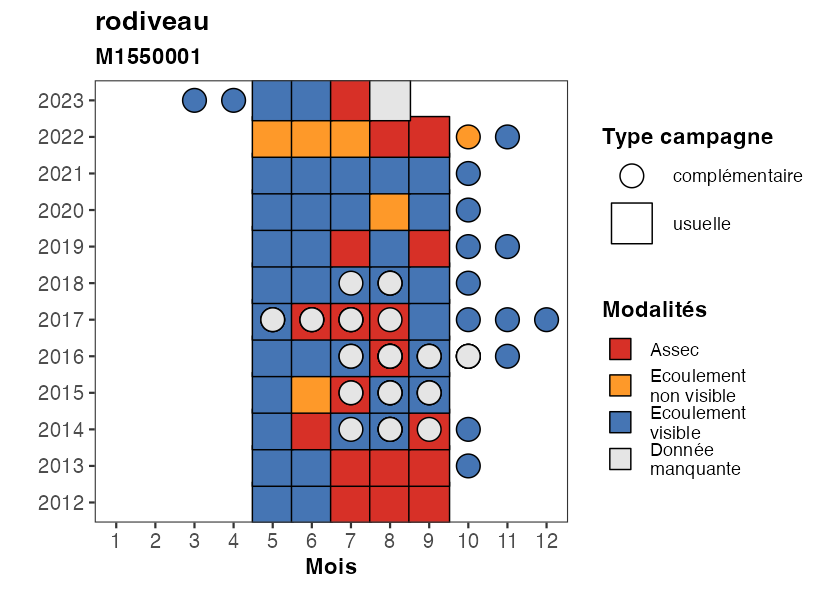 rodiveau
M1550001
2023
2022
2021
2020
2019
2018
2017
2016
2015
2014
2013
2012
1 2 3 4 5 6 7 8 9 10 11 12
Mois
Type campagne
complémentaire
usuelle
Modalités
Assec
Ecoulement
non visible
Ecoulement
visible
Donnée
manquante